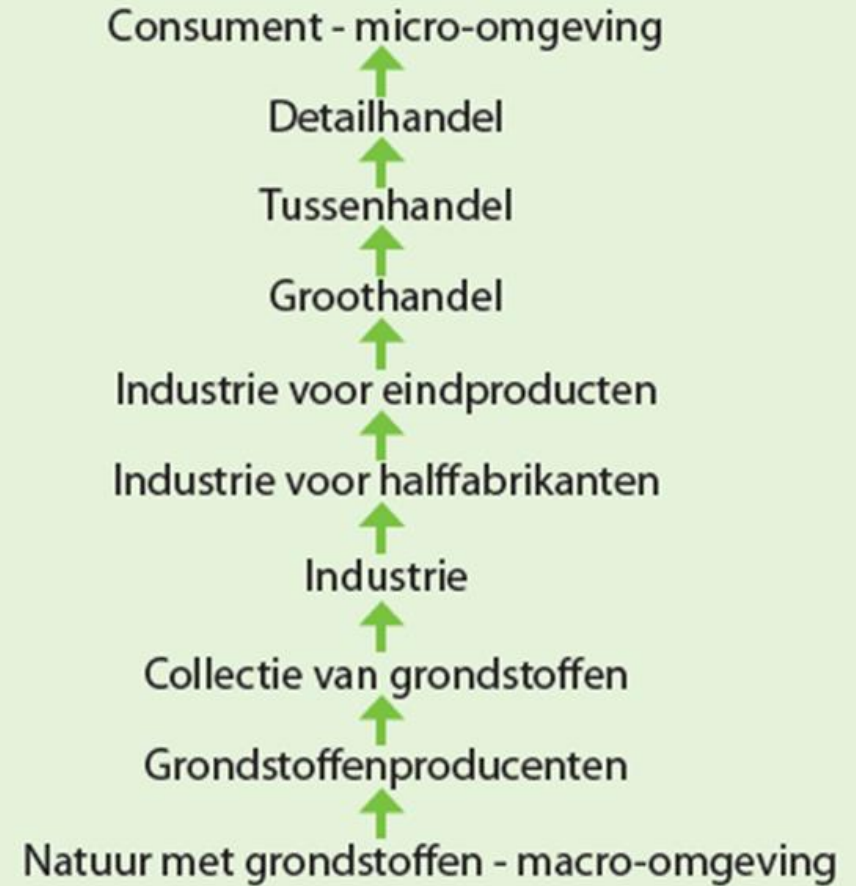 Consument - micro-omgeving
Detailhandel
Tussenhandel
Groothandel
Industrie voor eindproducten
Industrie voor halffabrikanten
Industrie
Collectie van grondstoffen
Grondstoffenproducenten
Natuur met grondstoffen - macro-omgeving